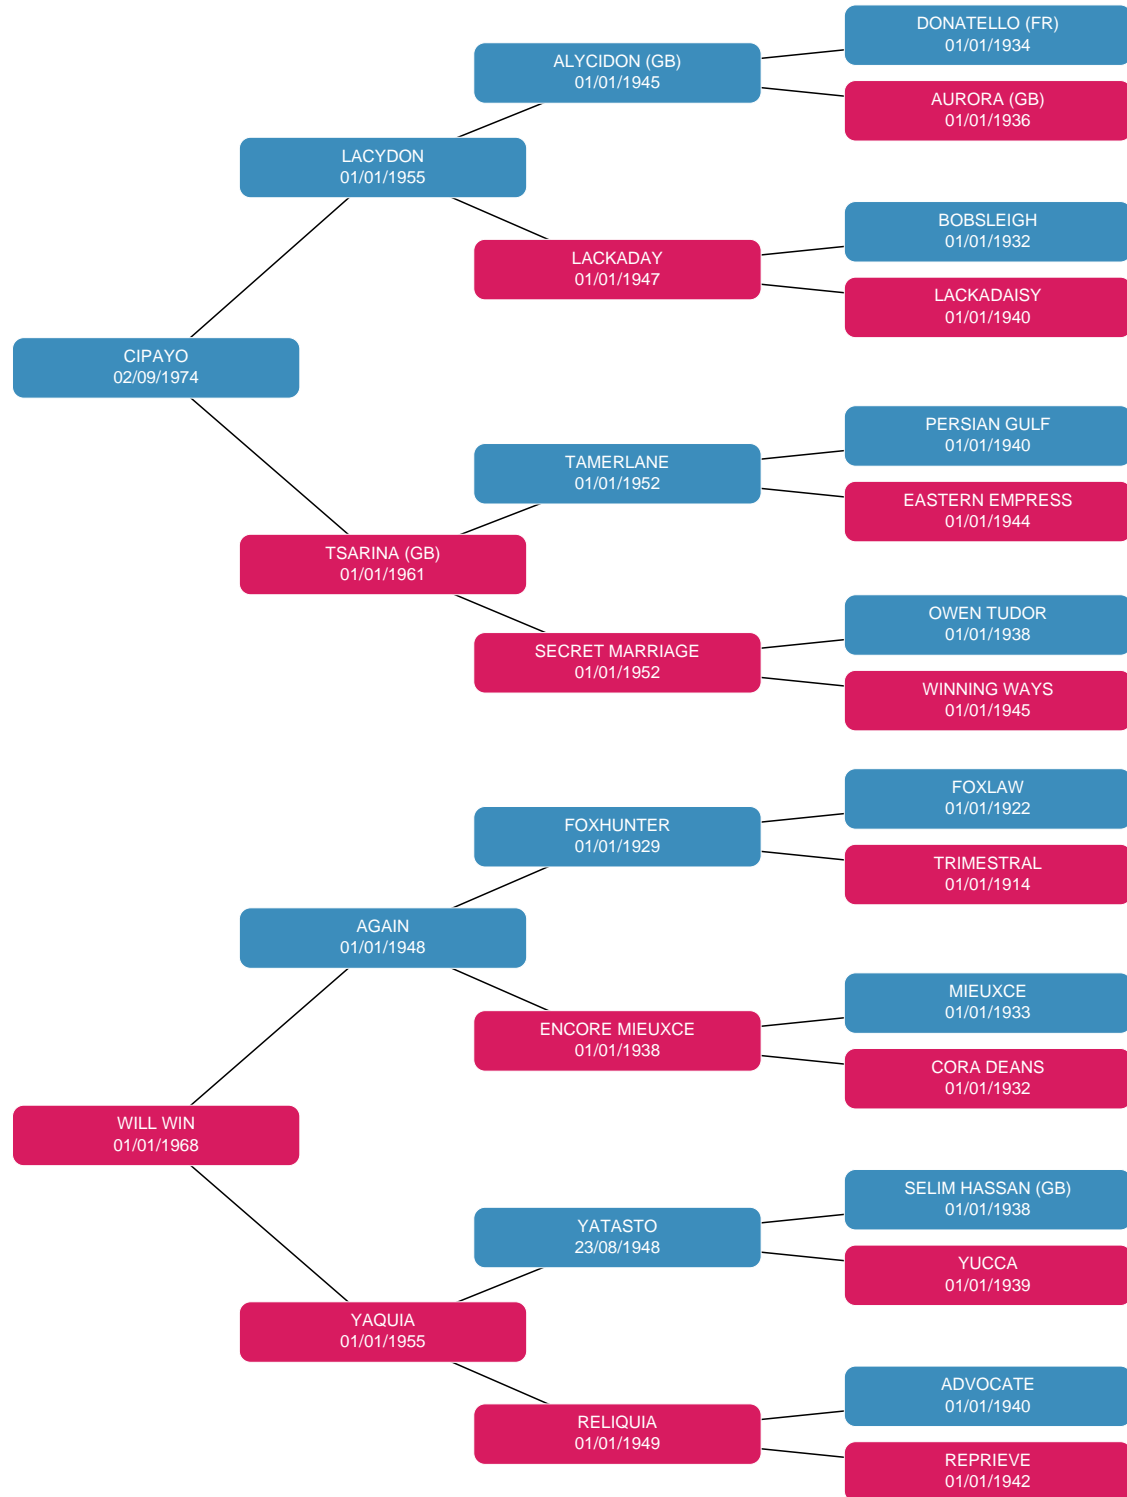 DONATELLO (FR)
01/01/1934
ALYCIDON (GB)
01/01/1945
AURORA (GB)
01/01/1936
LACYDON
01/01/1955
BOBSLEIGH
01/01/1932
LACKADAY
01/01/1947
LACKADAISY
01/01/1940
CIPAYO
02/09/1974
PERSIAN GULF
01/01/1940
TAMERLANE
01/01/1952
EASTERN EMPRESS
01/01/1944
TSARINA (GB)
01/01/1961
OWEN TUDOR
01/01/1938
SECRET MARRIAGE
01/01/1952
WINNING WAYS
01/01/1945
FOXLAW
01/01/1922
FOXHUNTER
01/01/1929
TRIMESTRAL
01/01/1914
AGAIN
01/01/1948
MIEUXCE
01/01/1933
ENCORE MIEUXCE
01/01/1938
CORA DEANS
01/01/1932
WILL WIN
01/01/1968
SELIM HASSAN (GB)
01/01/1938
YATASTO
23/08/1948
YUCCA
01/01/1939
YAQUIA
01/01/1955
ADVOCATE
01/01/1940
RELIQUIA
01/01/1949
REPRIEVE
01/01/1942